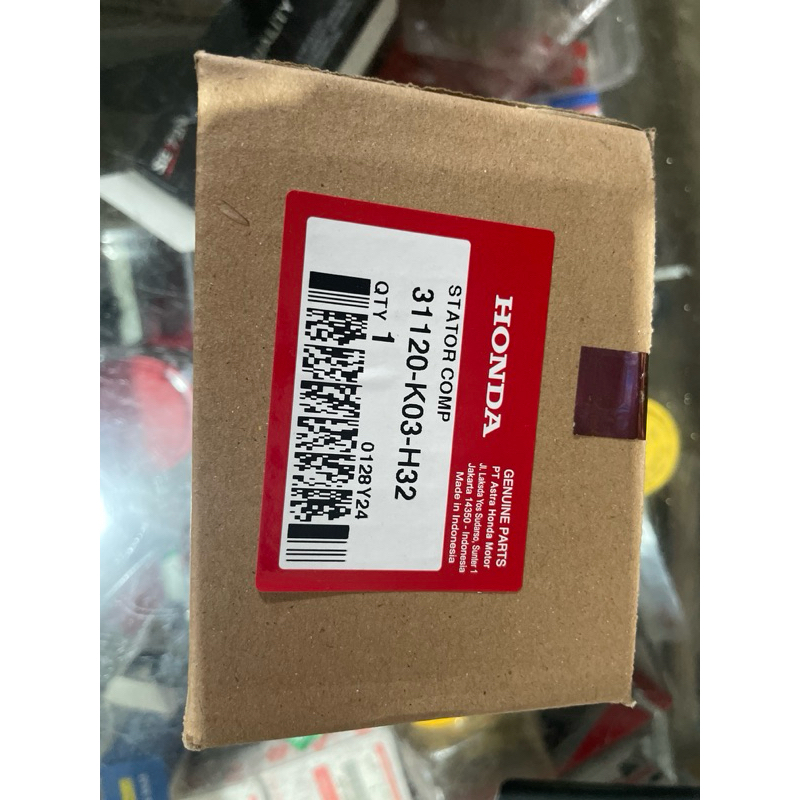 HONDA
GENUINE PARTS
PT Astra Honda Motor
Jl. Laksda Yos Sudarso, Sunter 1
Jakarta 14350 - Indonesia
Made in Indonesia
STATOR COMP
31120-K03-H32
QTY 1
0128Y24